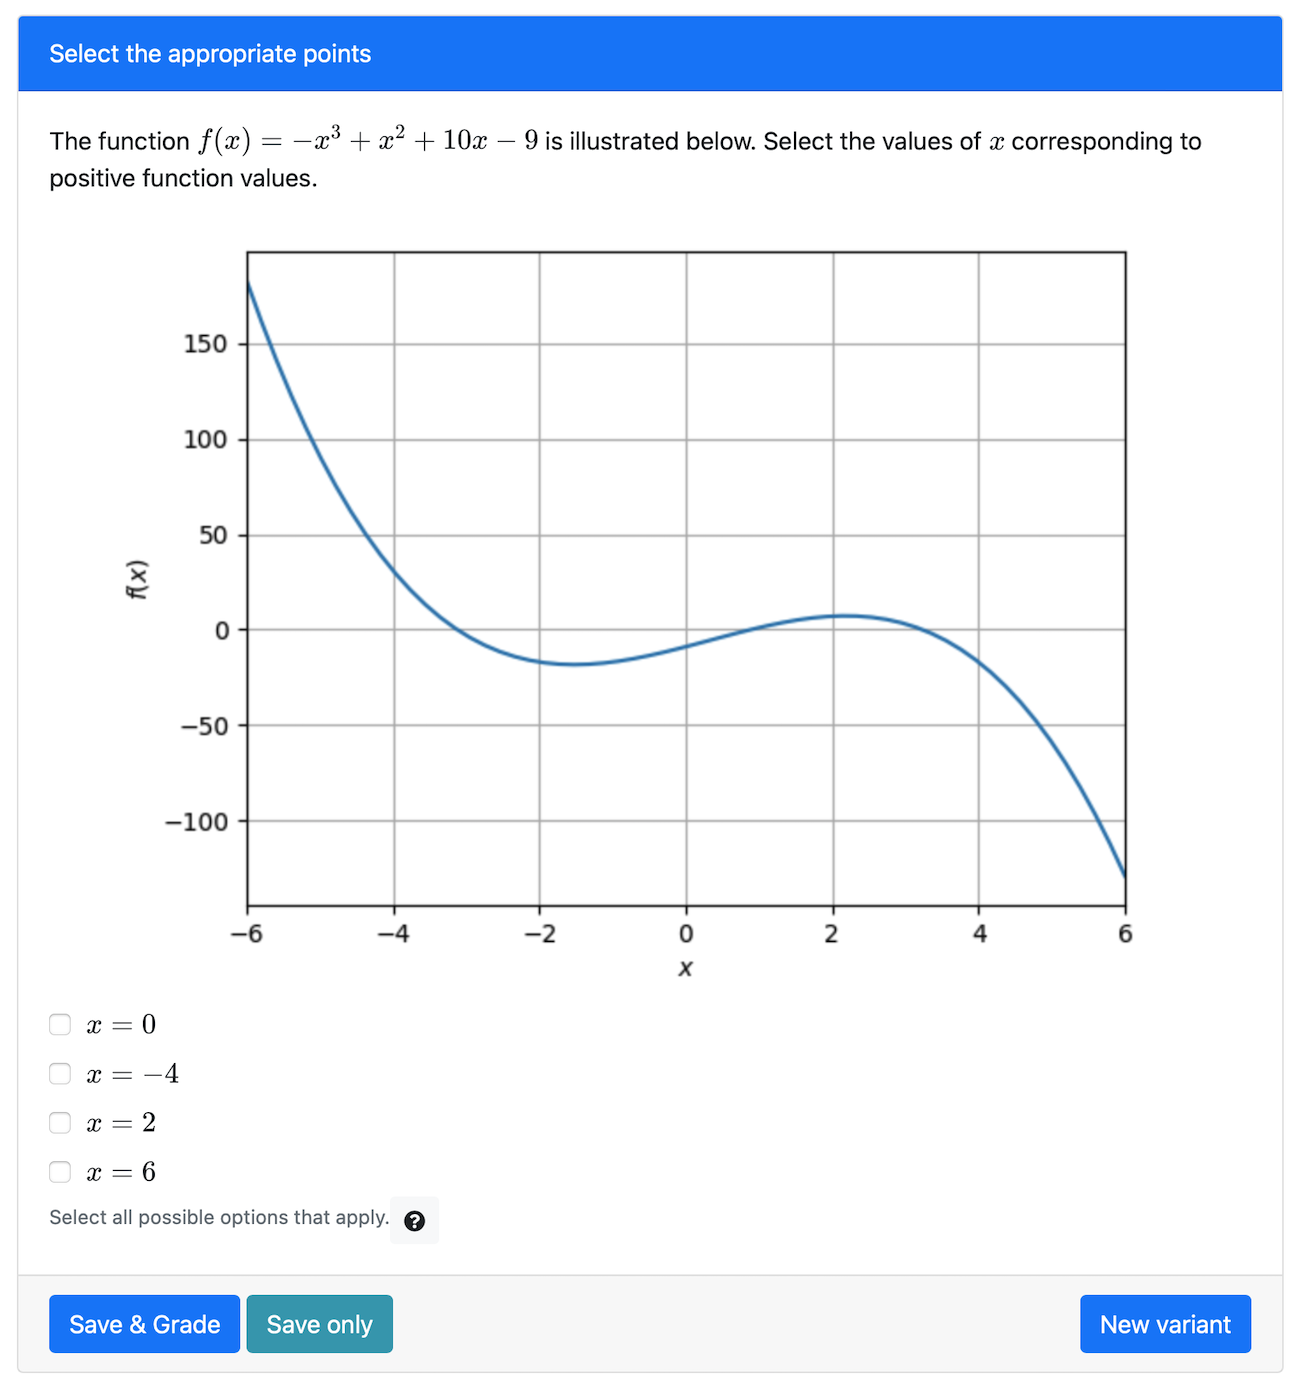 Select the appropriate points
The function f(x) = −x³ + x² + 10x − 9 is illustrated below. Select the values of x corresponding to
positive function values.
150
100
50
0
−50
−100
f(x)
−6 −4 −2 0 2 4 6
x
x = 0
x = −4
x = 2
x = 6
Select all possible options that apply. ?
Save & Grade Save only New variant